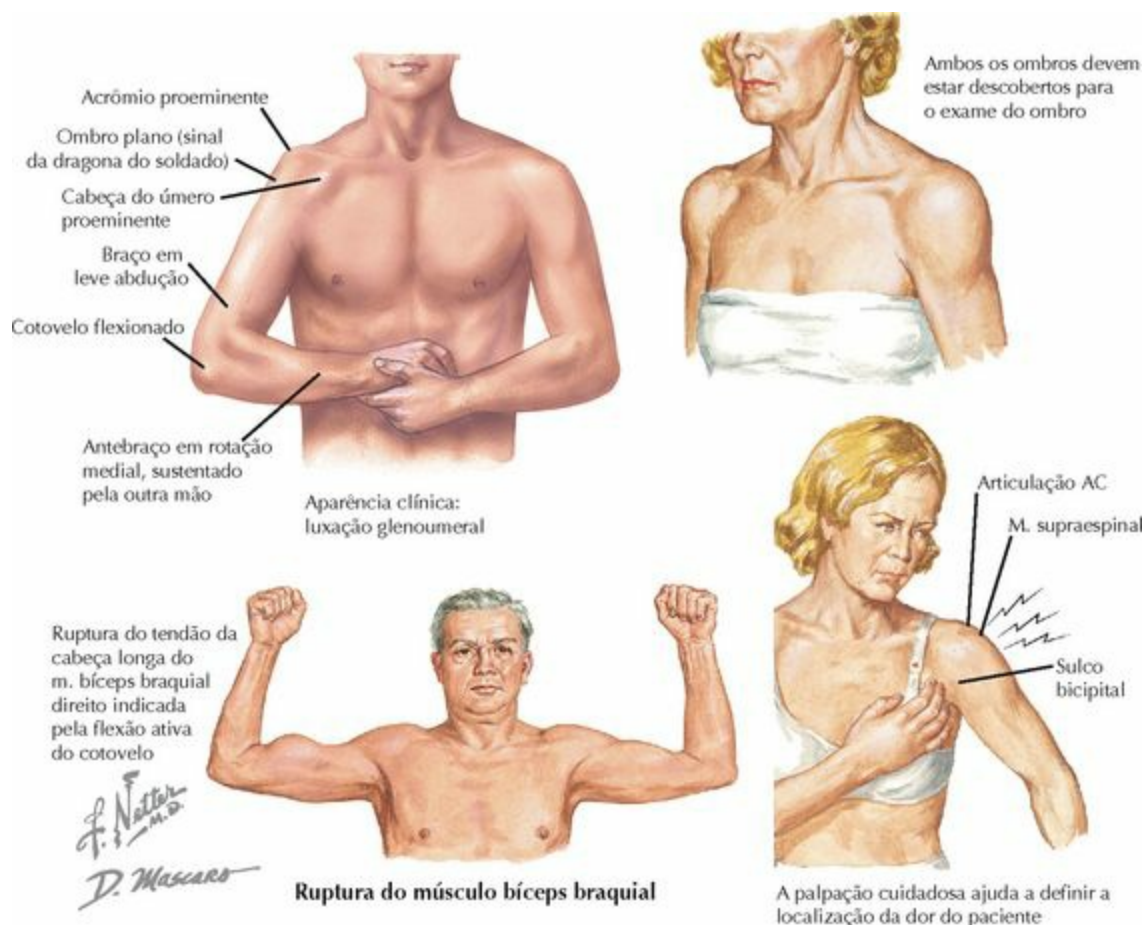 Acrômio proeminente
Ombro plano (sinal
da dragona do soldado)
Cabeça do úmero
proeminente
Braço em
leve abdução
Cotovelo flexionado
Antebraço em rotação
medial, sustentado
pela outra mão
Aparência clínica:
luxação glenoumeral
Ambos os ombros devem
estar descobertos para
o exame do ombro
Ruptura do tendão da
cabeça longa do
m. bíceps braquial
direito indicada
pela flexão ativa
do cotovelo
f. Netter
M.D.
D. Mascaro
Ruptura do músculo bíceps braquial
Articulação AC
M. supraespinal
Sulco
bicipital
A palpação cuidadosa ajuda a definir a
localização da dor do paciente